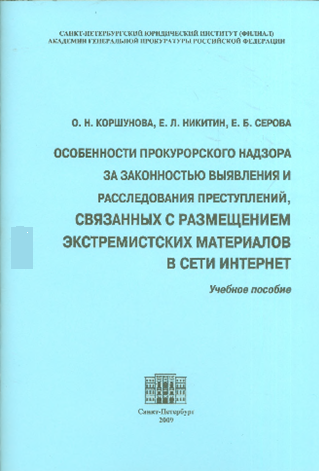 САНКТ-ПЕТЕРБУРГСКИЙ ЮРИДИЧЕСКИЙ ИНСТИТУТ (ФИЛИАЛ)
АКАДЕМИИ ГЕНЕРАЛЬНОЙ ПРОКУРАТУРЫ РОССИЙСКОЙ ФЕДЕРАЦИИ
О. Н. КОРШУНОВА, Е. Л. НИКИТИН, Е. Б. СЕРОВА
ОСОБЕННОСТИ ПРОКУРОРСКОГО НАДЗОРА
ЗА ЗАКОННОСТЬЮ ВЫЯВЛЕНИЯ И
РАССЛЕДОВАНИЯ ПРЕСТУПЛЕНИЙ,
СВЯЗАННЫХ С РАЗМЕЩЕНИЕМ
ЭКСТРЕМИСТСКИХ МАТЕРИАЛОВ
В СЕТИ ИНТЕРНЕТ
Учебное пособие
Санкт-Петербург
2009